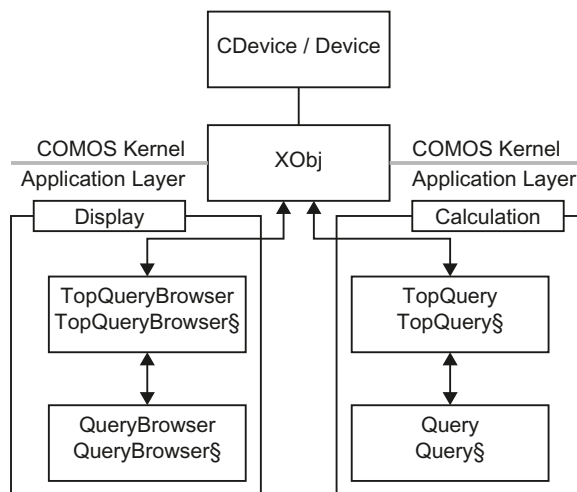 CDevice / Device
COMOS Kernel
COMOS Kernel
XObj
Application Layer
Application Layer
Display
Calculation
TopQueryBrowser
TopQueryBrowser§
TopQuery
TopQuery§
QueryBrowser
QueryBrowser§
Query
Query§